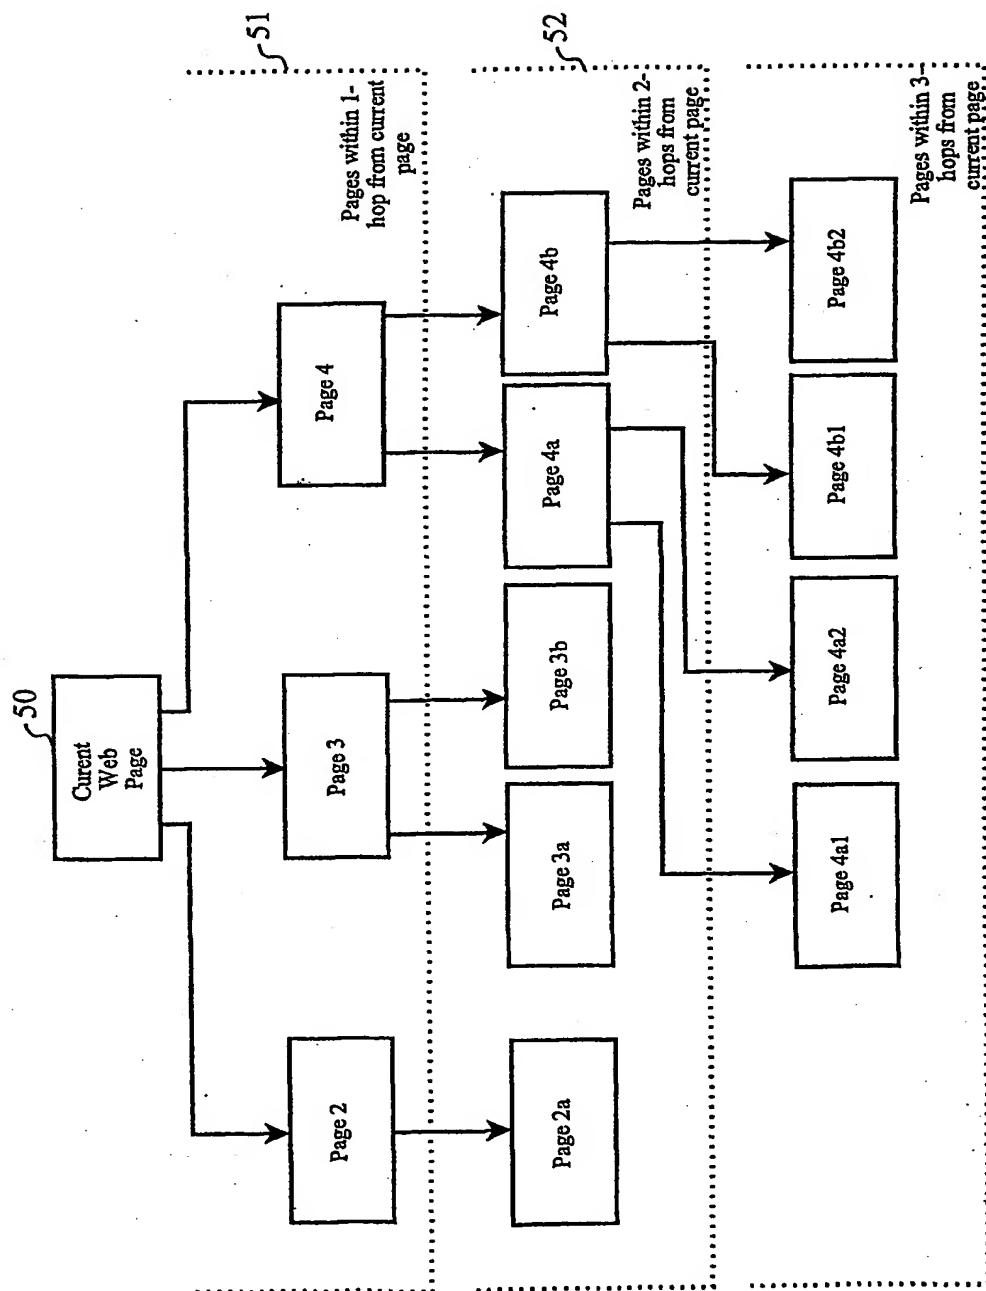 50
Curent
Web
Page
51
Page 2
Page 3
Page 4
Pages within 1-
hop from current
page
52
Page 2a
Page 3a
Page 3b
Page 4a
Page 4b
Pages within 2-
hops from
current page
Page 4a1
Page 4a2
Page 4b1
Page 4b2
Pages within 3-
hops from
current page